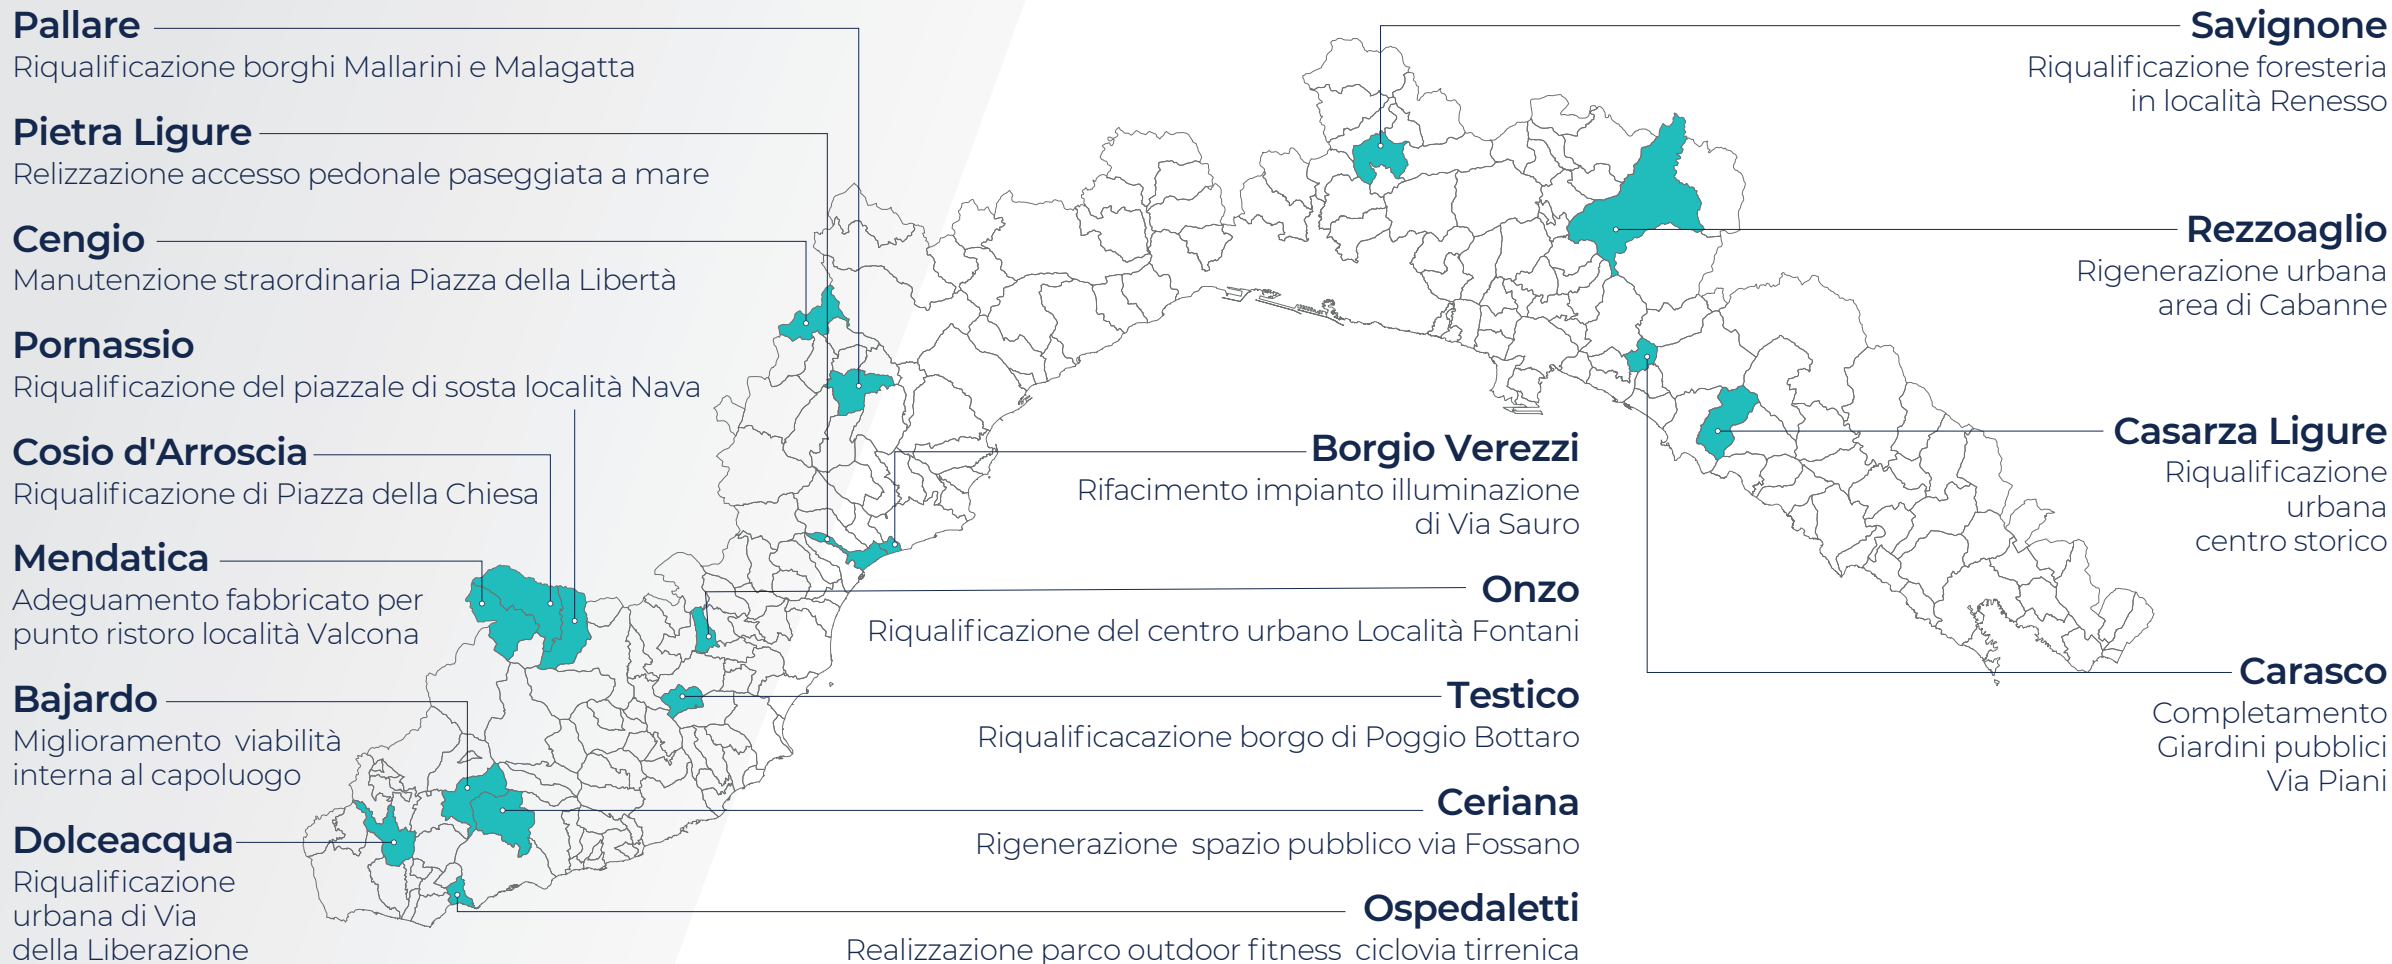 Pallare
Riqualificazione borghi Mallarini e Malagatta
Pietra Ligure
Relizzazione accesso pedonale paseggiata a mare
Cengio
Manutenzione straordinaria Piazza della Libertà
Pornassio
Riqualificazione del piazzale di sosta località Nava
Cosio d'Arroscia
Riqualificazione di Piazza della Chiesa
Mendatica
Adeguamento fabbricato per
punto ristoro località Valcona
Bajardo
Miglioramento viabilità
interna al capoluogo
Dolceacqua
Riqualificazione
urbana di Via
della Liberazione
Borgio Verezzi
Rifacimento impianto illuminazione
di Via Sauro
Onzo
Riqualificazione del centro urbano Località Fontani
Testico
Riqualificacazione borgo di Poggio Bottaro
Ceriana
Rigenerazione spazio pubblico via Fossano
Ospedaletti
Realizzazione parco outdoor fitness ciclovia tirrenica
Savignone
Riqualificazione foresteria
in località Renesso
Rezzoaglio
Rigenerazione urbana
area di Cabanne
Casarza Ligure
Riqualificazione
urbana
centro storico
Carasco
Completamento
Giardini pubblici
Via Piani